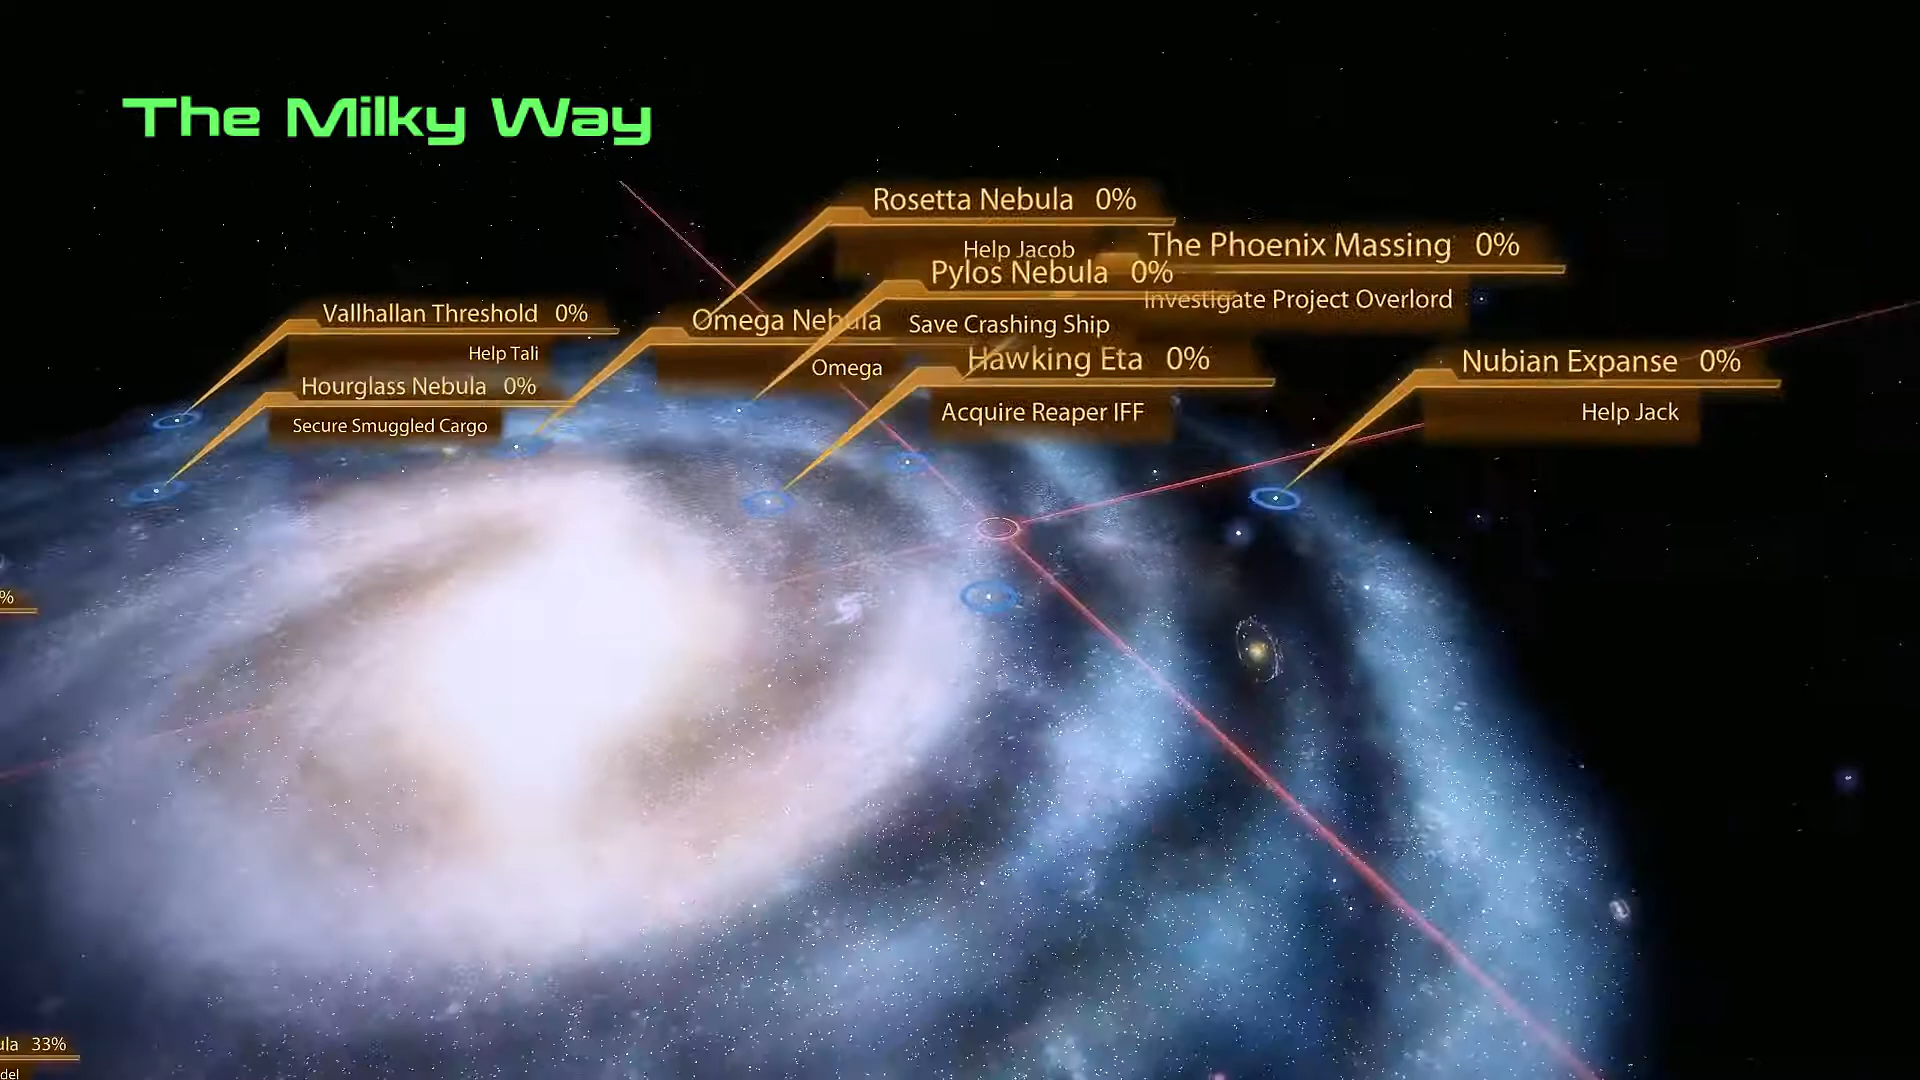 The Milky Way
Rosetta Nebula 0%
Help Jacob
The Phoenix Massing 0%
Investigate Project Overlord
Pylos Nebula 0%
Save Crashing Ship
Vallhallan Threshold 0%
Help Tali
Omega Nebula
Omega
Hawking Eta 0%
Acquire Reaper IFF
Nubian Expanse 0%
Help Jack
Hourglass Nebula 0%
Secure Smuggled Cargo
%
ula 33%
del